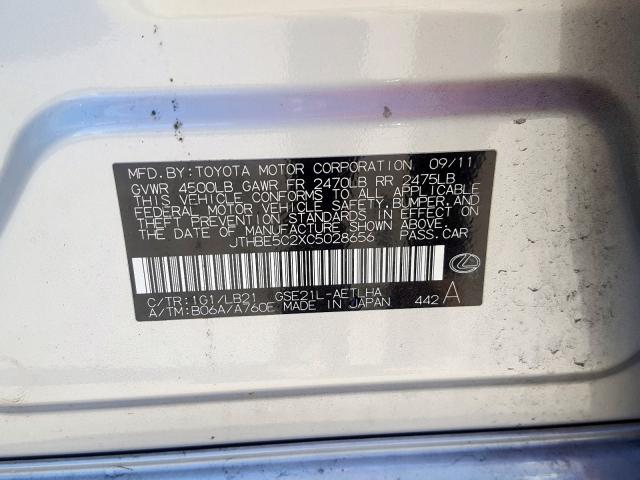 MFD. BY: TOYOTA MOTOR CORPORATION 09/11
GVWR 4500LB GAWR FR 2470LB RR 2475LB
THIS VEHICLE CONFORMS TO ALL APPLICABLE
FEDERAL MOTOR VEHICLE SAFETY, BUMPER, AND
THEFT PREVENTION STANDARDS IN EFFECT ON
THE DATE OF MANUFACTURE SHOWN ABOVE.
JTHBE5C2XC5028656 PASS.CAR
C/TR: 1G1/LB21 GSE21L-AETLHA
A/TM: B06A/A760E MADE IN JAPAN 442 A